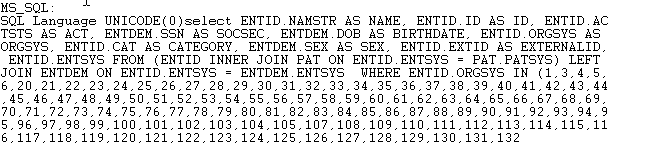 MS_SQL:
SQL Language UNICODE(0)select ENTID.NAMSTR AS NAME, ENTID.ID AS ID, ENTID.AC
TSTS AS ACT, ENTDEM.SSN AS SOCSEC, ENTDEM.DOB AS BIRTHDATE, ENTID.ORGSYS AS
ORGSYS, ENTID.CAT AS CATEGORY, ENTDEM.SEX AS SEX, ENTID.EXTID AS EXTERNALID,
 ENTID.ENTSYS FROM (ENTID INNER JOIN PAT ON ENTID.ENTSYS = PAT.PATSYS) LEFT
JOIN ENTDEM ON ENTID.ENTSYS = ENTDEM.ENTSYS  WHERE ENTID.ORGSYS IN (1,3,4,5,
6,20,21,22,23,24,25,26,27,28,29,30,31,32,33,34,35,36,37,38,39,40,41,42,43,44
,45,46,47,48,49,50,51,52,53,54,55,56,57,58,59,60,61,62,63,64,65,66,67,68,69,
70,71,72,73,74,75,76,77,78,79,80,81,82,83,84,85,86,87,88,89,90,91,92,93,94,9
5,96,97,98,99,100,101,102,103,104,105,107,108,109,110,111,112,113,114,115,11
6,117,118,119,120,121,122,123,124,125,126,127,128,129,130,131,132